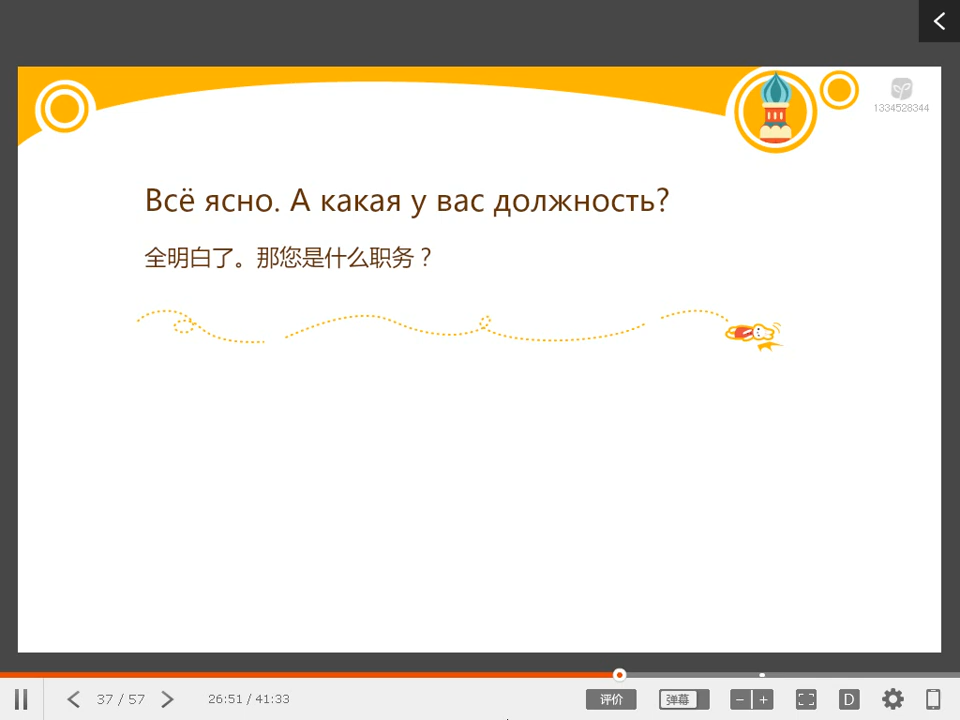 1334528344
Всё ясно. А какая у вас должность?
全明白了。那您是什么职务？
37 / 57
26:51 / 41:33
评价
弹幕
D